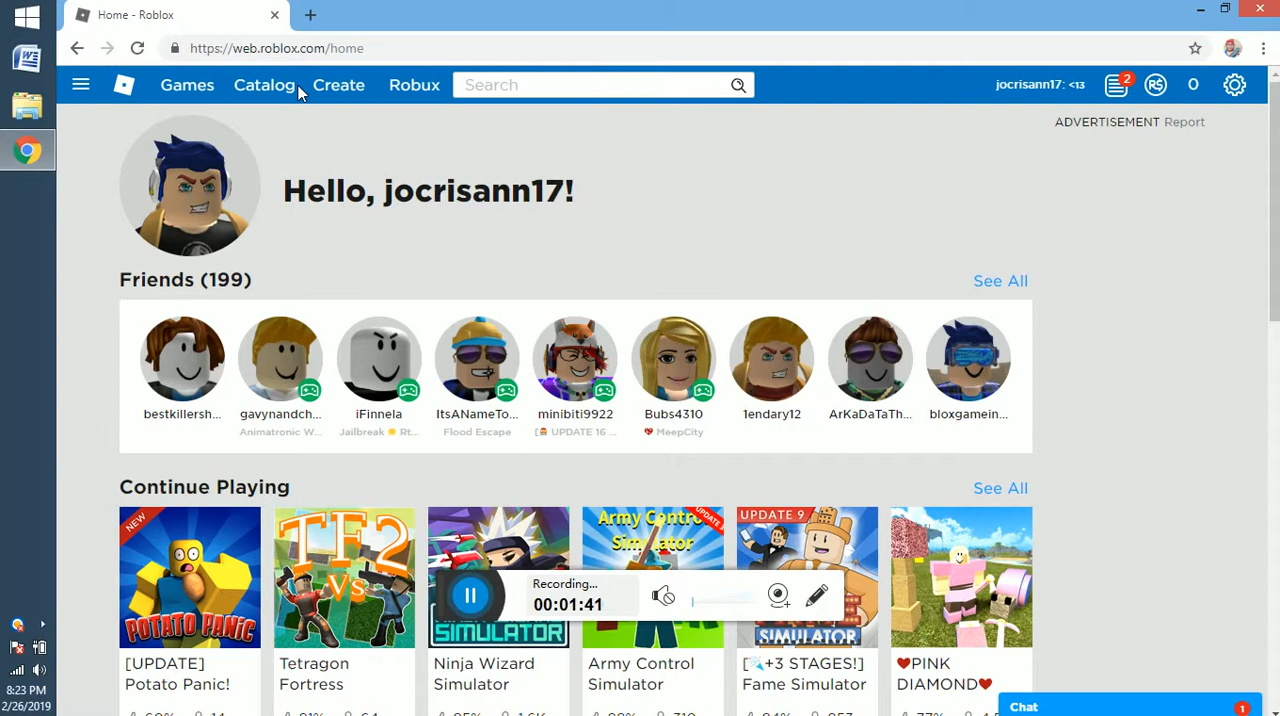 Home - Roblox
https://web.roblox.com/home
Games Catalog Create Robux Search jocrisann17: <13 2 R$ 0
ADVERTISEMENT Report
Hello, jocrisann17!
Friends (199) See All
bestkillersh... gavynandch... iFinnela ItsANameTo... minibiti9922 Bubs4310 1endary12 ArKaDaTaTh... bloxgamein...
Animatronic W... Jailbreak Rt... Flood Escape [ UPDATE 16 ... MeepCity
Continue Playing See All
NEW
POTATO PANIC
TF2
Vs
SIMULATOR
Army Control
Simulator
UPDATE 9
SIMULATOR
Recording...
00:01:41
[UPDATE] Tetragon Ninja Wizard Army Control [+3 STAGES!] PINK
Potato Panic! Fortress Simulator Simulator Fame Simulator DIAMOND
Chat 1
8:23 PM
2/26/2019